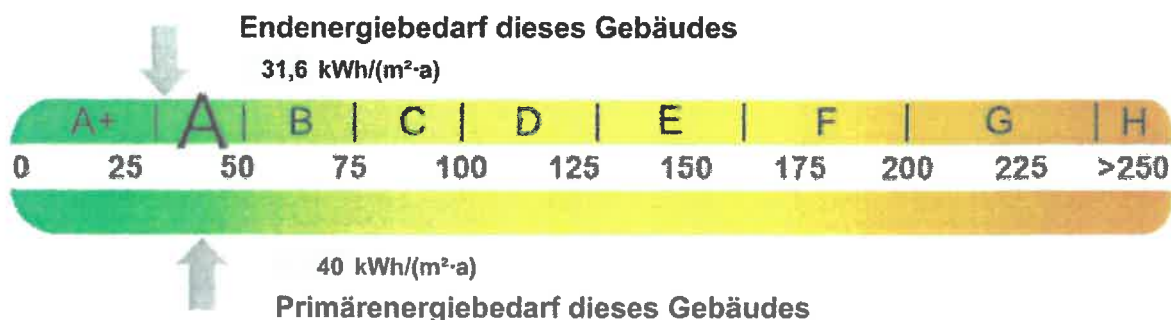 Endenergiebedarf dieses Gebäudes
31,6 kWh/(m²·a)
A+ | A | B | C | D | E | F | G | H
0 25 50 75 100 125 150 175 200 225 >250
40 kWh/(m²·a)
Primärenergiebedarf dieses Gebäudes